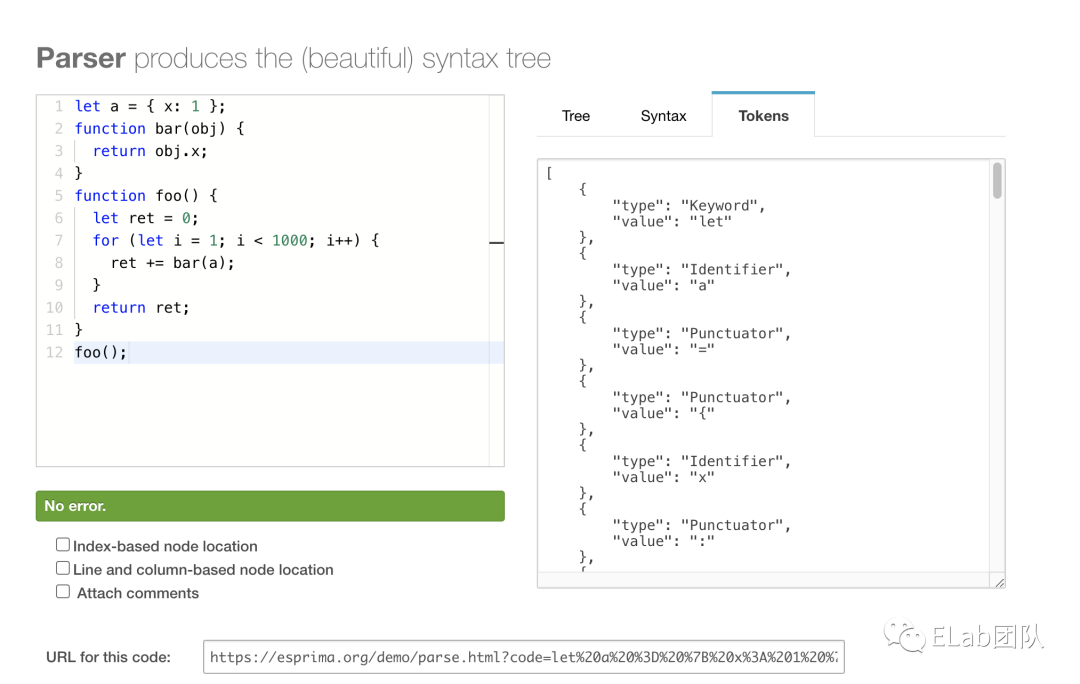 Parser produces the (beautiful) syntax tree
1 let a = { x: 1 };
2 function bar(obj) {
3 return obj.x;
4 }
5 function foo() {
6 let ret = 0;
7 for (let i = 1; i < 1000; i++) {
8 ret += bar(a);
9 }
10 return ret;
11 }
12 foo();
No error.
Index-based node location
Line and column-based node location
Attach comments
Tree Syntax Tokens
[
{
"type": "Keyword",
"value": "let"
},
{
"type": "Identifier",
"value": "a"
},
{
"type": "Punctuator",
"value": "="
},
{
"type": "Punctuator",
"value": "{"
},
{
"type": "Identifier",
"value": "x"
},
{
"type": "Punctuator",
"value": ":"
},
{
URL for this code: https://esprima.org/demo/parse.html?code=let%20a%20%3D%20%7B%20x%3A%201%20%
ELab团队